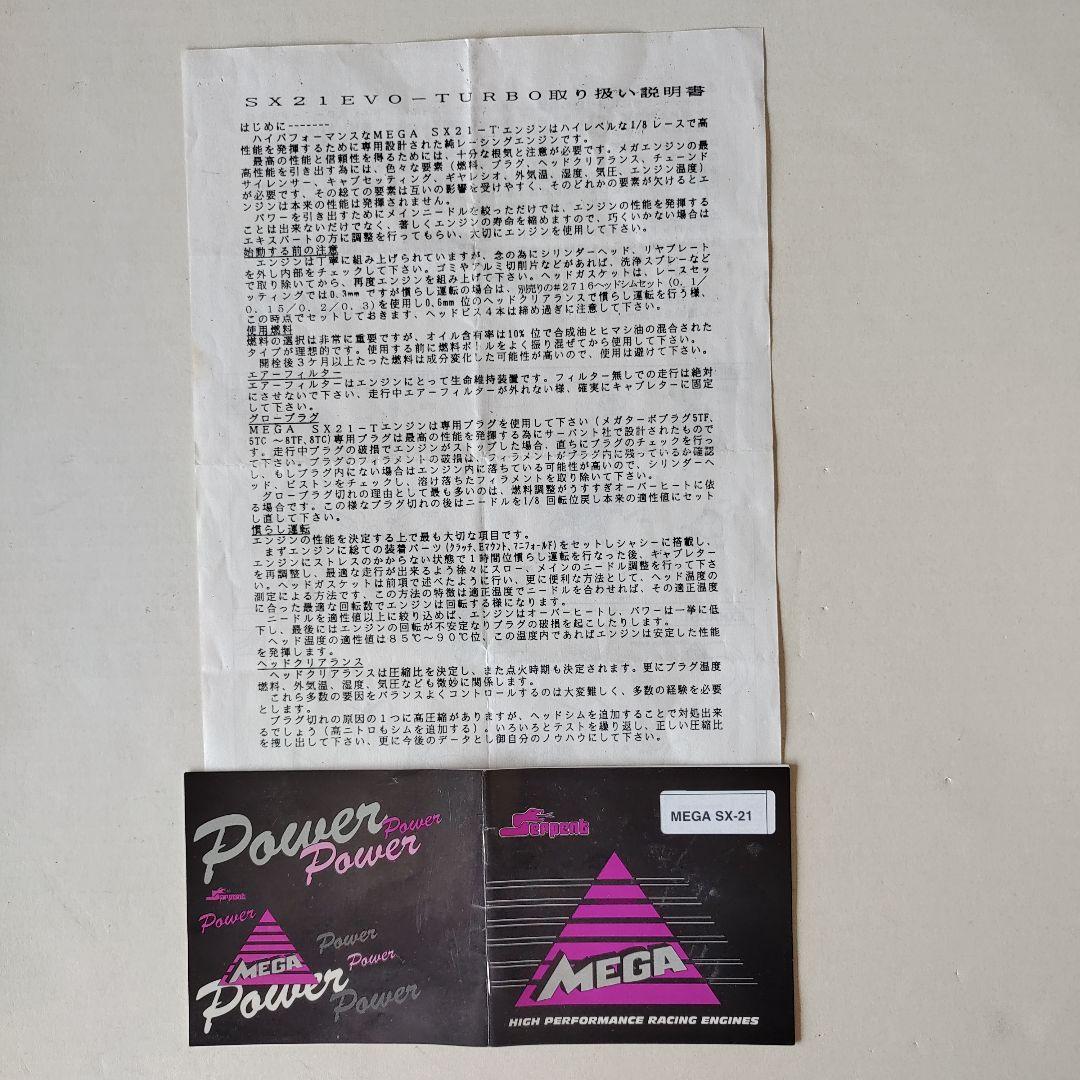 SX21EVO-TURBO取り扱い説明書
はじめに-------
ハイパフォーマンスなMEGA SX21-Tエンジンはハイレベルな1/8レースで高
性能を発揮するために専用設計された純レーシングエンジンです。
最高の性能と信頼性を得るためには、十分な根気と注意が必要です。メガエンジンの最
高性能を引き出す為には、色々な要素(燃料、プラグ、ヘッドクリアランス、チューンド
サイレンサー、キャブセッティング、ギヤレシオ、外気温、湿度、気圧、エンジン温度)
が必要です、その総ての要素は互いの影響を受けやすく、そのどれかの要素が欠けるとエ
ンジンは本来の性能は発揮されません。
パワーを引き出すためにメインニードルを絞っただけでは、エンジンの性能を発揮する
ことは出来ないだけでなく、著しくエンジンの寿命を縮めますので、巧くいかない場合は
エキスパートの方に調整を行ってもらい、大切にエンジンを使用して下さい。
始動する前の注意
エンジンは丁寧に組み上げられていますが、念の為にシリンダーヘッド、リヤプレート
を外し内部をチェックして下さい。ゴミやアルミ切削片などがあれば、洗浄スプレーなど
で取り除いてから、再度エンジンを組み上げて下さい。ヘッドガスケットは、レースセッ
ッティングでは0.3mmですが慣らし運転の場合は、別売りの#2716ヘッドシムセット(0.1/
0.15/0.2/0.3)を使用し0.6mm位のヘッドクリアランスで慣らし運転を行う様、
この時点でセットしておきます、ヘッドビス4本は締め過ぎに注意して下さい。
使用燃料
燃料の選択は非常に重要ですが、オイル含有率は10%位で合成油とヒマシ油の混合された
タイプが理想的です。使用する前に燃料ボトルをよく振り混ぜてから使用して下さい。
開栓後3ケ月以上たった燃料は成分変化した可能性が高いので、使用は避けて下さい。
エアーフィルター
エアーフィルターはエンジンにとって生命維持装置です。フィルター無しでの走行は絶対
にさせないで下さい、走行中エアーフィルターが外れない様、確実にキャブレターに固定
して下さい。
グロープラグ
MEGA SX21-Tエンジンは専用プラグを使用して下さい(メガターボプラグ5TF、
5TC~8TF、8TC)専用プラグは最高の性能を発揮する為にサーパント社で設計されたもので
す。走行中プラグの破損でエンジンがストップした場合、直ちにプラグのチェックを行っ
て下さい。プラグのフィラメントの破損は、フィラメントがプラグ内に残っているか確認
し、もしプラグ内にない場合はエンジン内に落ちている可能性が高いので、シリンダーヘ
ッド、ピストンをチェックし、溶け落ちたフィラメントを取り除いて下さい。
グロープラグ切れの理由として最も多いのは、燃料調整がうすすぎオーバーヒートに依
る場合です。この様なプラグ切れの後はニードルを1/8回転位戻し本来の適性値にセット
し直して下さい。
慣らし運転
エンジンの性能を決定する上で最も大切な項目です。
まずエンジンに総ての装着パーツ(クラッチ、Eマウント、マニフォールド)をセットしシャシーに搭載し、
エンジンにストレスのかからない状態で1時間位慣らし運転を行なった後、キャブレター
を再調整し、最適な走行が出来るよう徐々にスロー、メインのニードル調整を行って下さ
い。ヘッドガスケットは前項で述べたように行い、更に便利な方法として、ヘッド温度の
測定による方法です、この方法の特徴は適正温度でニードルを合わせれば、その適正温度
に合った最適な回転数でエンジンは回転する様になります。
ニードルを適性値以上に絞り込めば、エンジンはオーバーヒートし、パワーは一挙に低
下し、最後にはエンジンの回転が不安定なりプラグの破損を起こしたりします。
ヘッド温度の適性値は85℃~90℃位、この温度内であればエンジンは安定した性能
を発揮します。
ヘッドクリアランス
ヘッドクリアランスは圧縮比を決定し、また点火時期も決定されます。更にプラグ温度
燃料、外気温、湿度、気圧なども微妙に関係します。
これら多数の要因をバランスよくコントロールするのは大変難しく、多数の経験を必要
とします。
プラグ切れの原因の1つに高圧縮がありますが、ヘッドシムを追加することで対処出来
るでしょう(高ニトロもシムを追加する)。いろいろとテストを繰り返し、正しい圧縮比
を捜し出して下さい、更に今後のデータとし御自分のノウハウにして下さい。
Power
Power
Power
Serpent
Power
MEGA
Power
Power
Power
Power
Serpent
MEGA SX-21
MEGA
HIGH PERFORMANCE RACING ENGINES